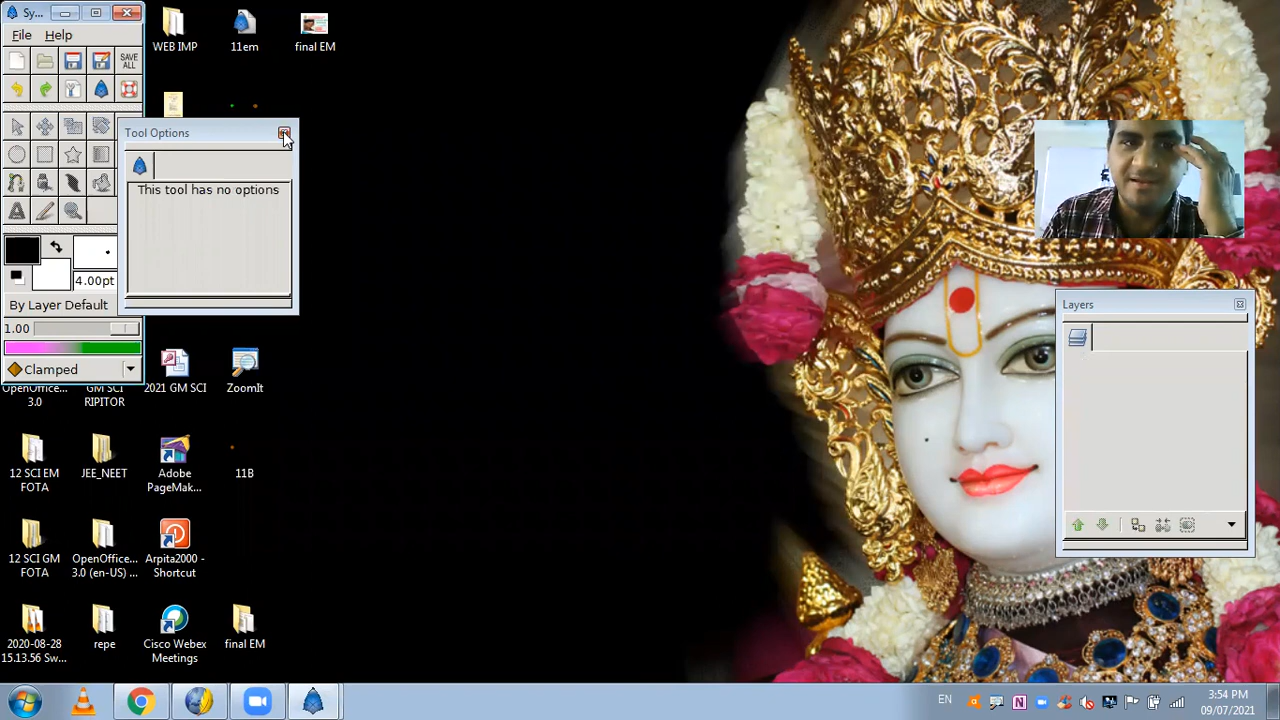 Sy...
File Help
SAVE
ALL
4.00pt
By Layer Default
1.00
Clamped
Tool Options
This tool has no options
Layers
WEB IMP
11em
final EM
OpenOffice...
3.0
GM SCI
RIPITOR
2021 GM SCI
ZoomIt
12 SCI EM
FOTA
JEE_NEET
Adobe
PageMak...
11B
12 SCI GM
FOTA
OpenOffice...
3.0 (en-US) ...
Arpita2000 -
Shortcut
2020-08-28
15.13.56 Sw...
repe
Cisco Webex
Meetings
final EM
EN
3:54 PM
09/07/2021